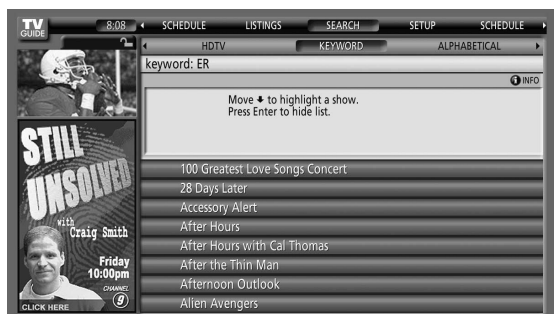 TV GUIDE
8:08
SCHEDULE LISTINGS SEARCH SETUP SCHEDULE
HDTV KEYWORD ALPHABETICAL
keyword: ER
i INFO
Move to highlight a show.
Press Enter to hide list.
100 Greatest Love Songs Concert
28 Days Later
Accessory Alert
After Hours
After Hours with Cal Thomas
After the Thin Man
Afternoon Outlook
Alien Avengers
STILL
UNSOLVED
with
Craig Smith
Friday
10:00pm
CHANNEL
9
CLICK HERE